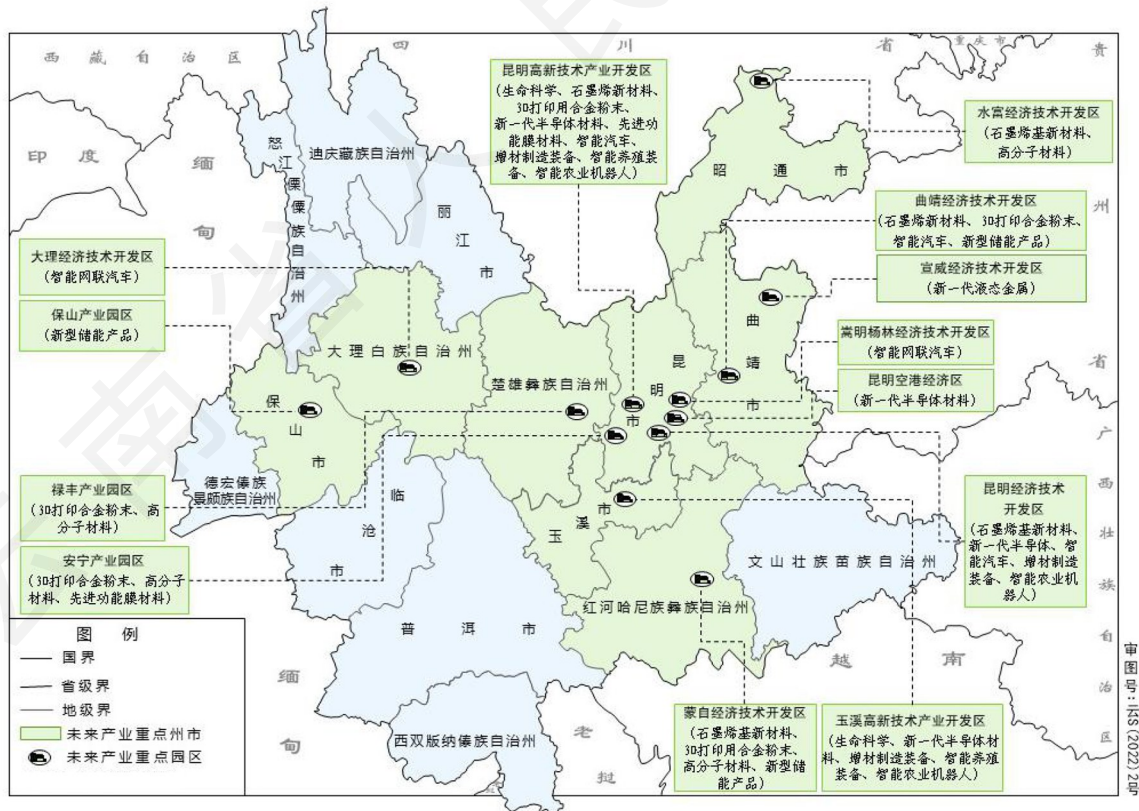 西藏自治区
四川省
重庆市
贵州省
印度
缅甸
怒江傈僳族自治州
迪庆藏族自治州
丽江市
昆明高新技术产业开发区
(生命科学、石墨烯新材料、
3D打印用合金粉末、
新一代半导体材料、先进功
能膜材料、智能汽车、
增材制造装备、智能养殖装
备、智能农业机器人)
昭通市
水富经济技术开发区
(石墨烯基新材料、
高分子材料)
曲靖经济技术开发区
(石墨烯新材料、3D打印合金粉末、
智能汽车、新型储能产品)
宣威经济技术开发区
(新一代液态金属)
嵩明杨林经济技术开发区
(智能网联汽车)
昆明空港经济区
(新一代半导体材料)
大理经济技术开发区
(智能网联汽车)
保山产业园区
(新型储能产品)
大理白族自治州
楚雄彝族自治州
昆明市
曲靖市
保山市
德宏傣族
景颇族自治州
临沧市
玉溪市
普洱市
红河哈尼族彝族自治州
文山壮族苗族自治州
西双版纳傣族自治州
广西壮族自治区
禄丰产业园区
(3D打印合金粉末、高
分子材料)
安宁产业园区
(3D打印合金粉末、高分子
材料、先进功能膜材料)
昆明经济技术
开发区
(石墨烯基新材料、
新一代半导体、智
能汽车、增材制造
装备、智能农业机
器人)
缅甸
老挝
越南
蒙自经济技术开发区
(石墨烯基新材料、
3D打印用合金粉末、
高分子材料、新型储
能产品)
玉溪高新技术产业开发区
(生命科学、新一代半导体材
料、增材制造装备、智能养殖
装备、智能农业机器人)
图例
国界
省级界
地级界
未来产业重点州市
未来产业重点园区